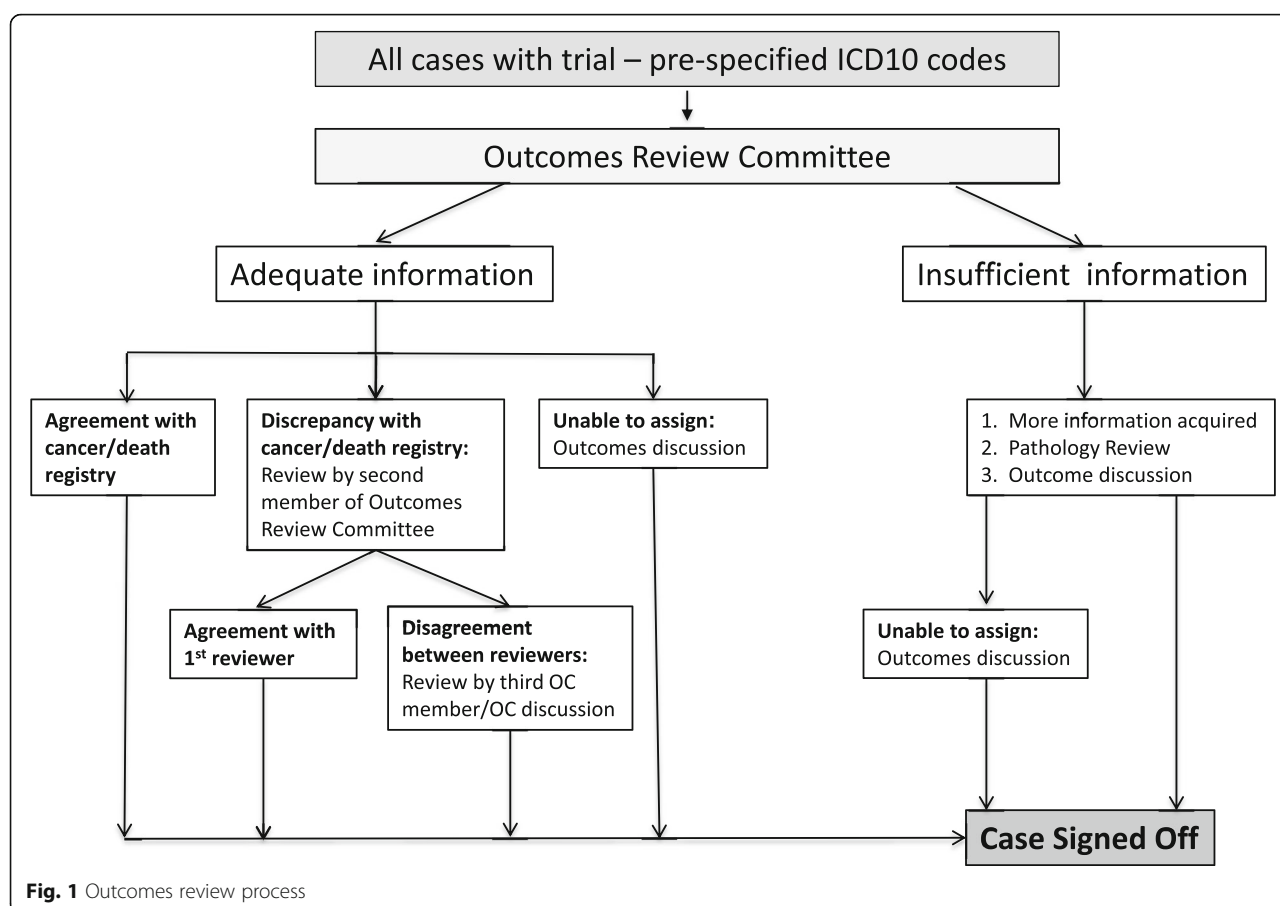 All cases with trial – pre-specified ICD10 codes
Outcomes Review Committee
Adequate information
Insufficient information
Agreement with
cancer/death
registry
Discrepancy with
cancer/death registry:
Review by second
member of Outcomes
Review Committee
Unable to assign:
Outcomes discussion
1. More information acquired
2. Pathology Review
3. Outcome discussion
Agreement with
1st reviewer
Disagreement
between reviewers:
Review by third OC
member/OC discussion
Unable to assign:
Outcomes discussion
Case Signed Off
Fig. 1 Outcomes review process